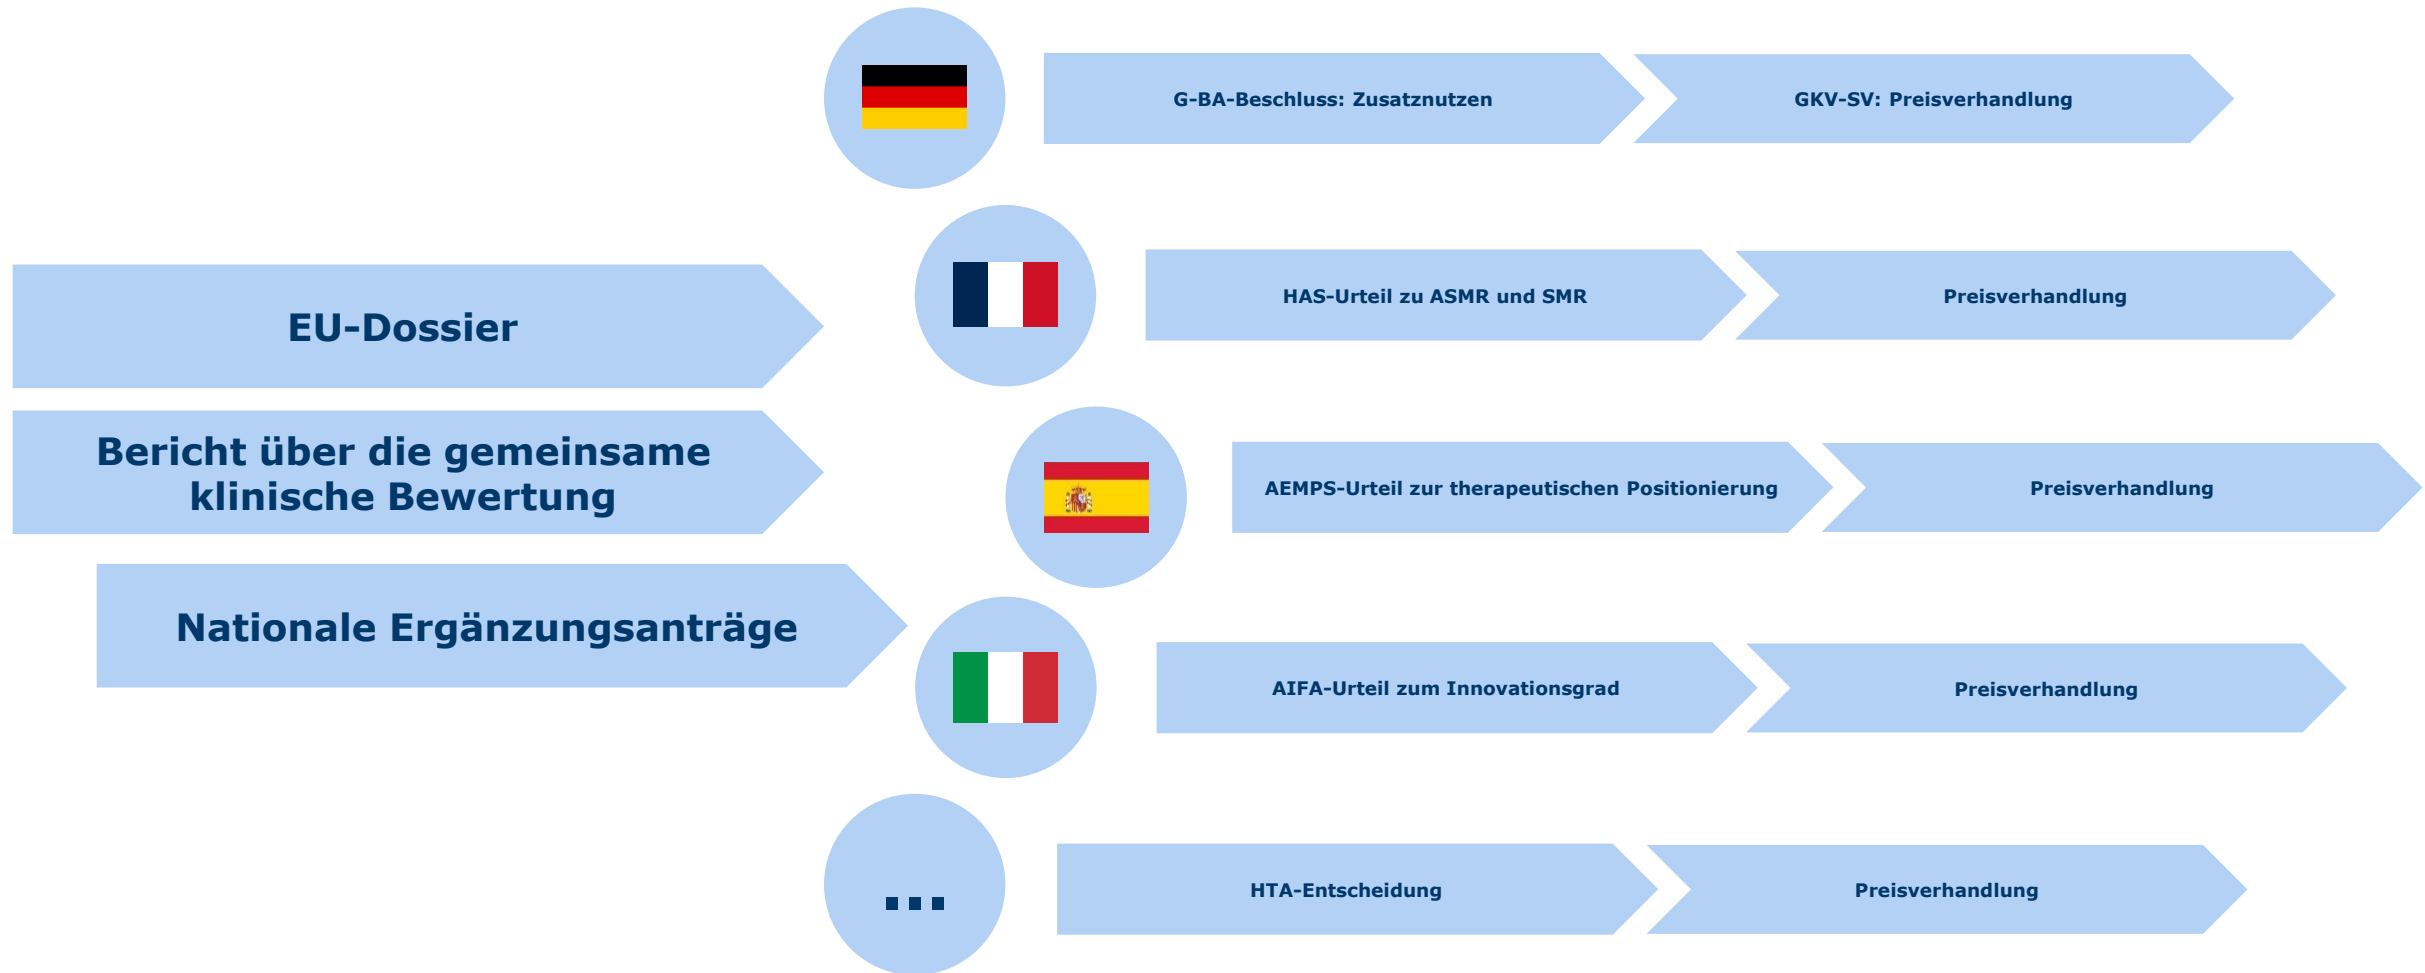 EU-Dossier
Bericht über die gemeinsame
klinische Bewertung
Nationale Ergänzungsanträge
G-BA-Beschluss: Zusatznutzen
GKV-SV: Preisverhandlung
HAS-Urteil zu ASMR und SMR
Preisverhandlung
AEMPS-Urteil zur therapeutischen Positionierung
Preisverhandlung
AIFA-Urteil zum Innovationsgrad
Preisverhandlung
...
HTA-Entscheidung
Preisverhandlung